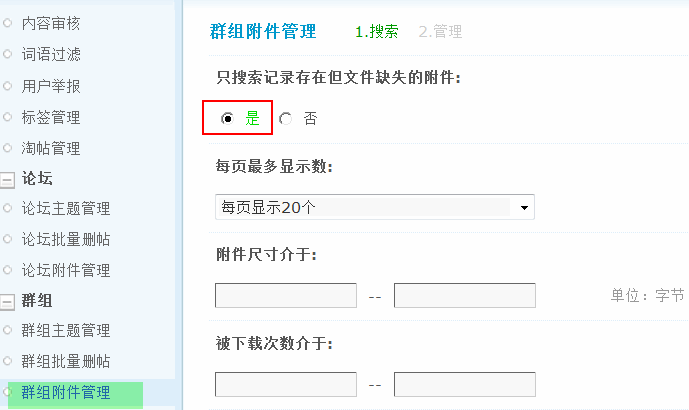 内容审核
词语过滤
用户举报
标签管理
淘帖管理
论坛
论坛主题管理
论坛批量删帖
论坛附件管理
群组
群组主题管理
群组批量删帖
群组附件管理
群组附件管理 1.搜索 2.管理
只搜索记录存在但文件缺失的附件:
是 否
每页最多显示数:
每页显示20个
附件尺寸介于:
-- 单位：字节
被下载次数介于:
--